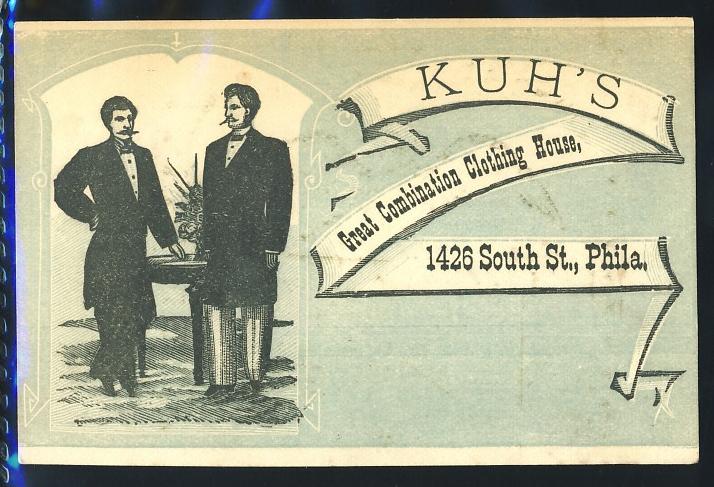 KUH'S
Great Combination Clothing House,
1426 South St., Phila.